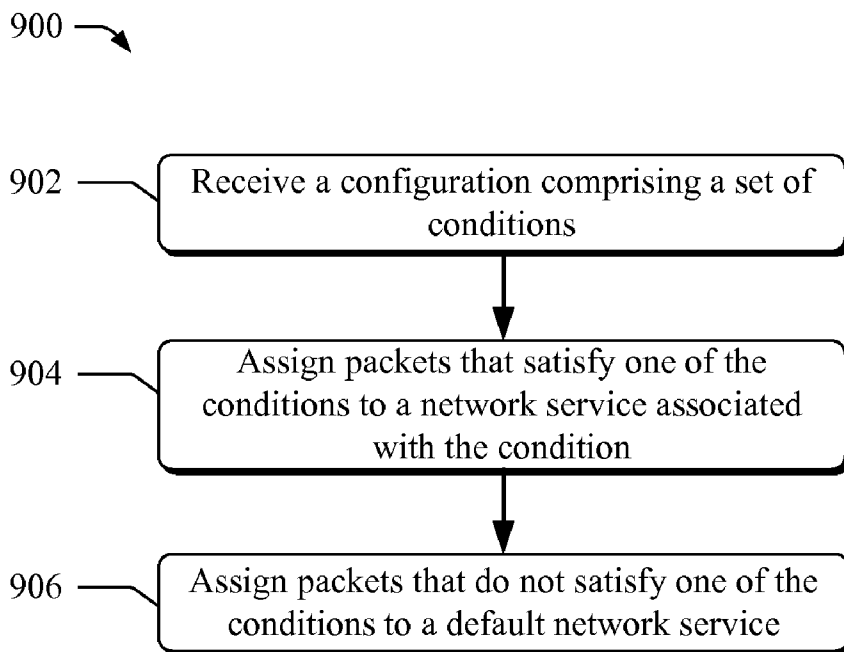 900
902
Receive a configuration comprising a set of
conditions
904
Assign packets that satisfy one of the
conditions to a network service associated
with the condition
906
Assign packets that do not satisfy one of the
conditions to a default network service